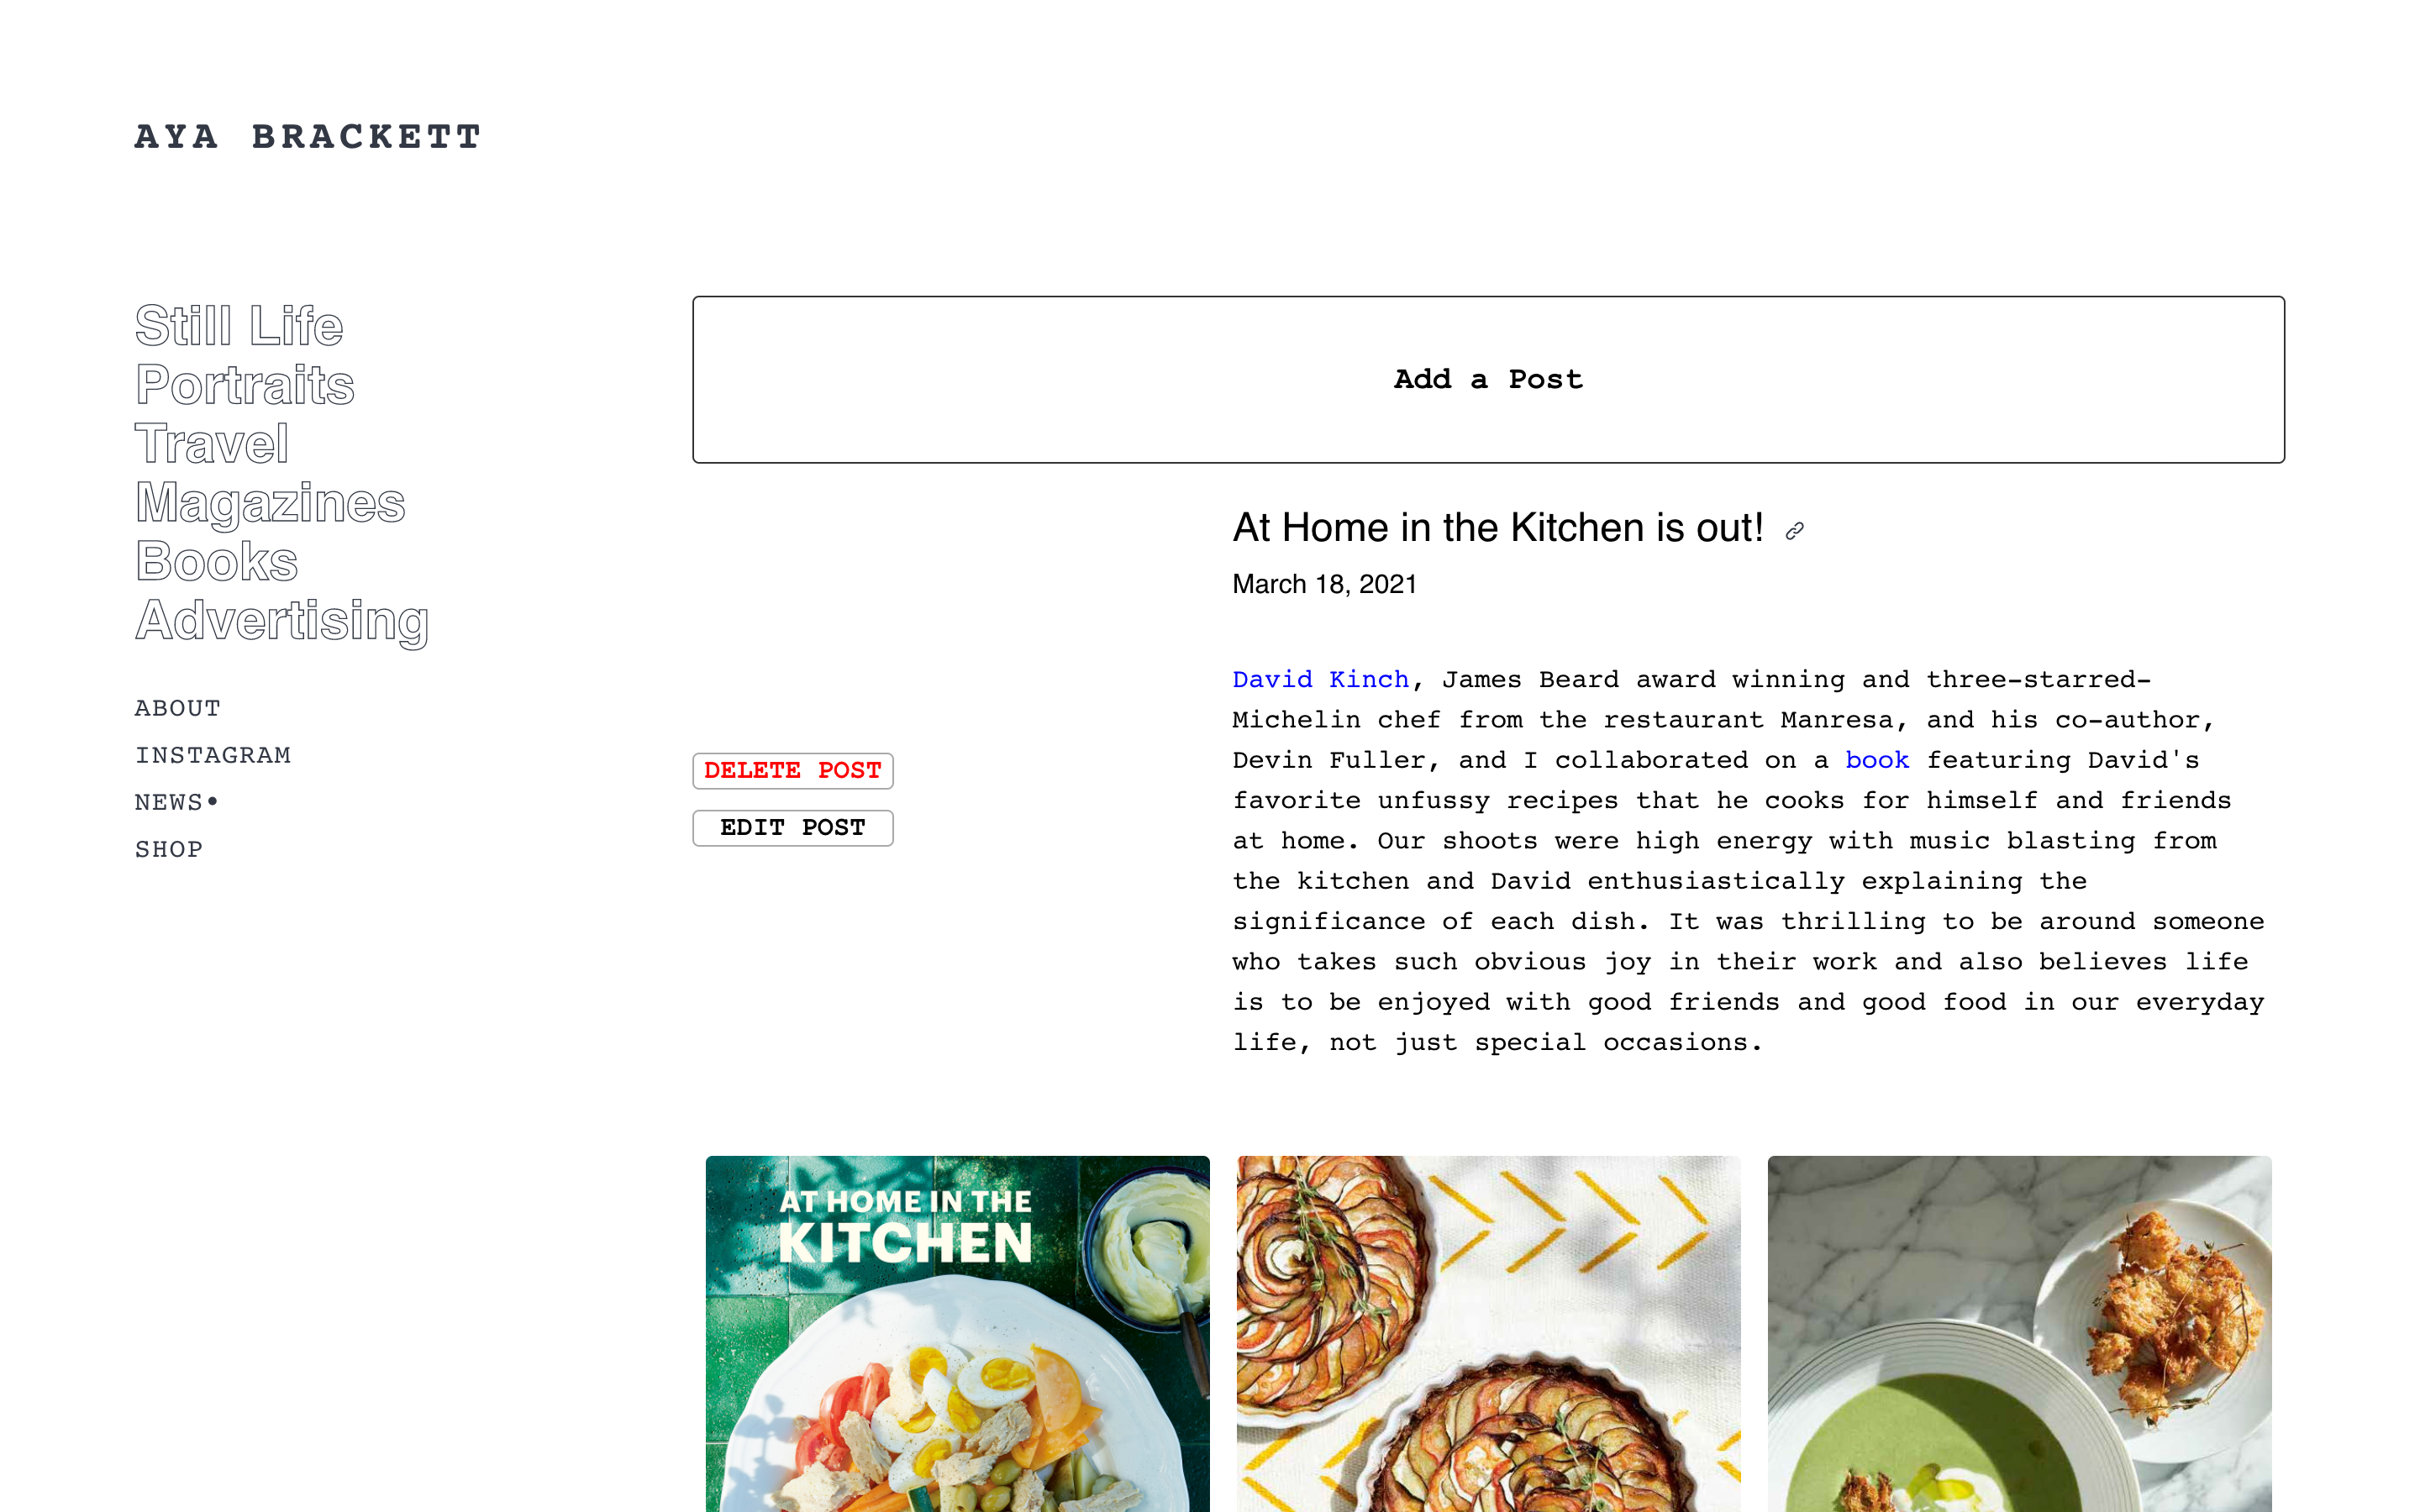 AYA BRACKETT
Still Life
Portraits
Travel
Magazines
Books
Advertising
ABOUT
INSTAGRAM
NEWS•
SHOP
Add a Post
At Home in the Kitchen is out!
March 18, 2021
DELETE POST
EDIT POST
David Kinch, James Beard award winning and three-starred-
Michelin chef from the restaurant Manresa, and his co-author,
Devin Fuller, and I collaborated on a book featuring David's
favorite unfussy recipes that he cooks for himself and friends
at home. Our shoots were high energy with music blasting from
the kitchen and David enthusiastically explaining the
significance of each dish. It was thrilling to be around someone
who takes such obvious joy in their work and also believes life
is to be enjoyed with good friends and good food in our everyday
life, not just special occasions.
AT HOME IN THE
KITCHEN